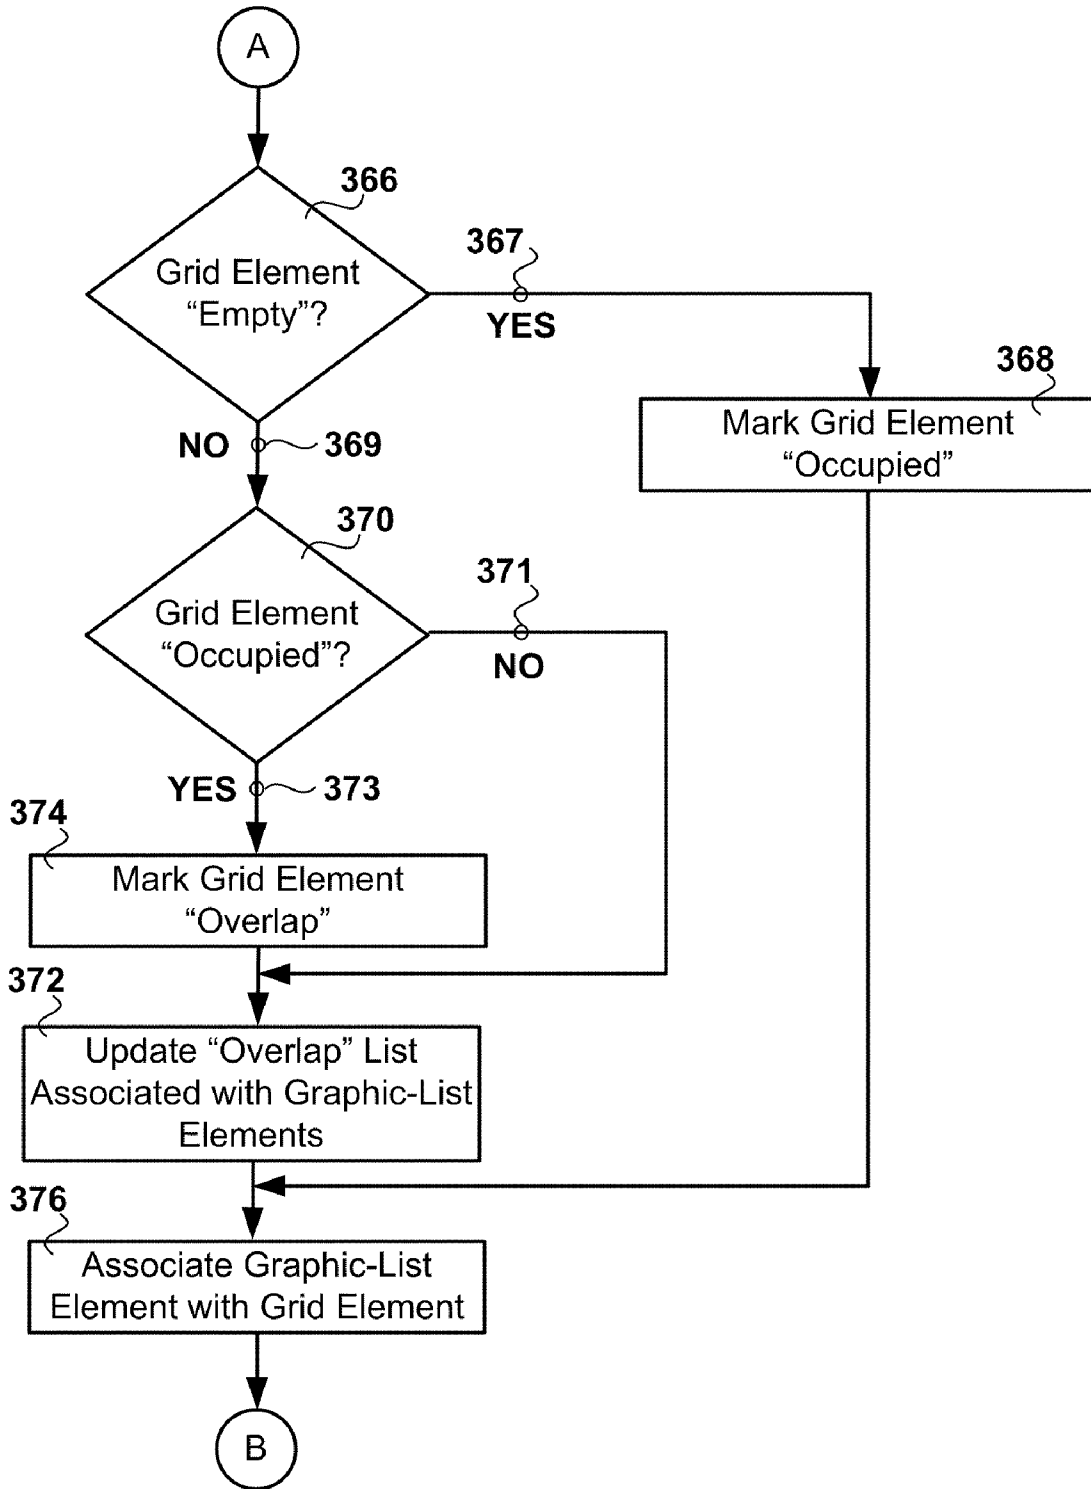 A
366
Grid Element
“Empty”?
367
YES
368
Mark Grid Element
“Occupied”
NO
369
370
Grid Element
“Occupied”?
371
NO
YES
373
374
Mark Grid Element
“Overlap”
372
Update “Overlap” List
Associated with Graphic-List
Elements
376
Associate Graphic-List
Element with Grid Element
B